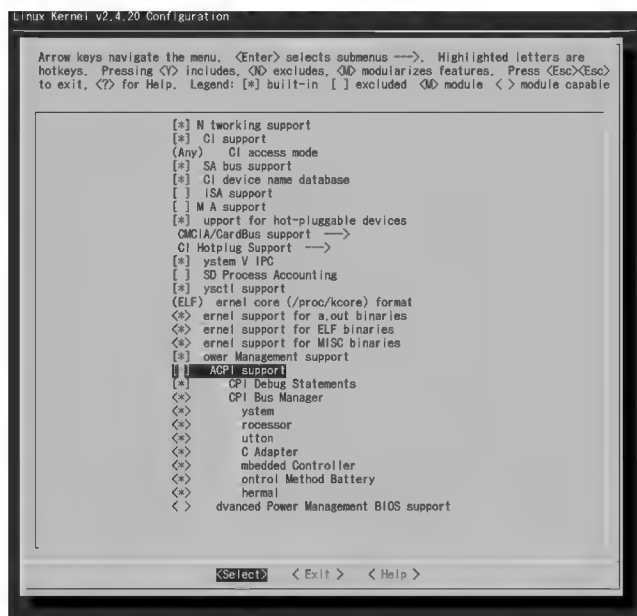 Linux Kernel v2.4.20 Configuration
Arrow keys navigate the menu. <Enter> selects submenus --->. Highlighted letters are
hotkeys. Pressing <Y> includes, <N> excludes, <M> modularizes features. Press <Esc><Esc>
to exit, <?> for Help. Legend: [*] built-in [ ] excluded <M> module < > module capable
[*] N tworking support
[*] CI support
(Any) CI access mode
[*] SA bus support
[*] CI device name database
[ ] ISA support
[ ] M A support
[*] upport for hot-pluggable devices
CMCIA/CardBus support --->
CI Hotplug Support --->
[*] ystem V IPC
[ ] SD Process Accounting
[*] ysctl support
(ELF) ernel core (/proc/kcore) format
<*> ernel support for a.out binaries
<*> ernel support for ELF binaries
<*> ernel support for MISC binaries
[*] ower Management support
[ ] ACPI support
[*] CPI Debug Statements
<*> CPI Bus Manager
<*> ystem
<*> rocessor
<*> utton
<*> C Adapter
<*> mbedded Controller
<*> ontrol Method Battery
<*> hermal
< > dvanced Power Management BIOS support
<Select> < Exit > < Help >